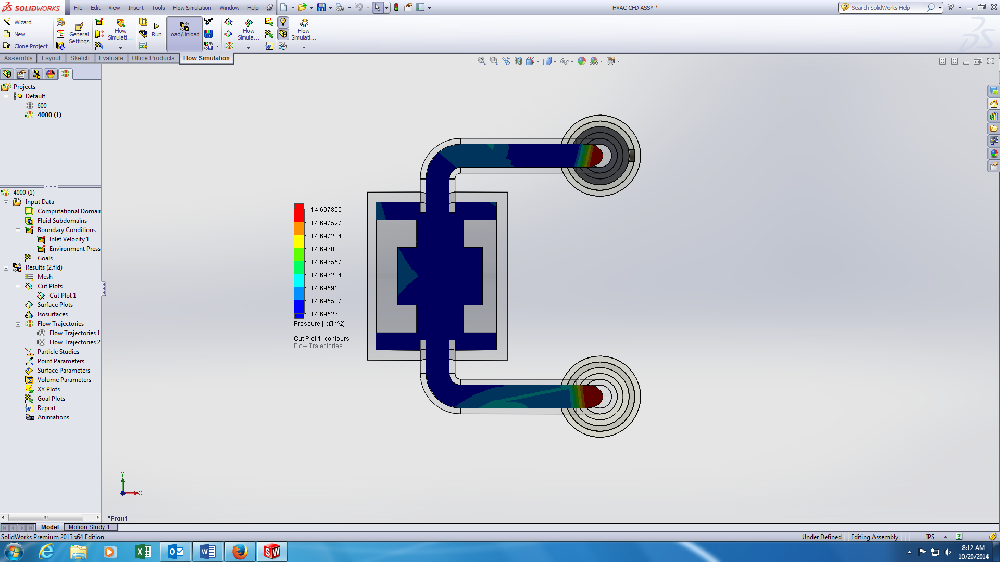 SOLIDWORKS File Edit View Insert Tools Flow Simulation Window Help HVAC CFD ASSY * Search SolidWorks Help
Wizard
New
Clone Project
General Settings
Flow Simulati...
Run
Load/Unload
Flow Simula...
Flow Simulati...
Assembly Layout Sketch Evaluate Office Products Flow Simulation
Projects
Default
600
4000 (1)
4000 (1)
Input Data
Computational Domain
Fluid Subdomains
Boundary Conditions
Inlet Velocity 1
Environment Press
Goals
Results (2.fld)
Mesh
Cut Plots
Cut Plot 1
Surface Plots
Isosurfaces
Flow Trajectories
Flow Trajectories 1
Flow Trajectories 2
Particle Studies
Point Parameters
Surface Parameters
Volume Parameters
XY Plots
Goal Plots
Report
Animations
14.697850
14.697527
14.697204
14.696880
14.696557
14.696234
14.695910
14.695587
14.695263
Pressure [lbf/in^2]
Cut Plot 1: contours
Flow Trajectories 1
Y
X
*Front
Model Motion Study 1
SolidWorks Premium 2013 x64 Edition Under Defined Editing Assembly IPS
8:12 AM
10/20/2014